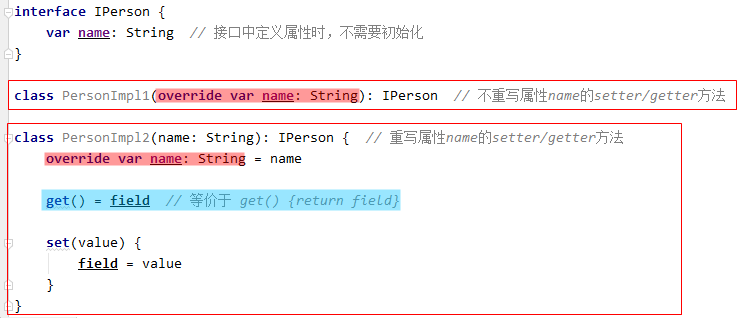 interface IPerson {
    var name: String  // 接口中定义属性时，不需要初始化
}
class PersonImpl1(override var name: String): IPerson  // 不重写属性name的setter/getter方法
class PersonImpl2(name: String): IPerson {  // 重写属性name的setter/getter方法
    override var name: String = name
    get() = field  // 等价于 get() {return field}
    set(value) {
        field = value
    }
}